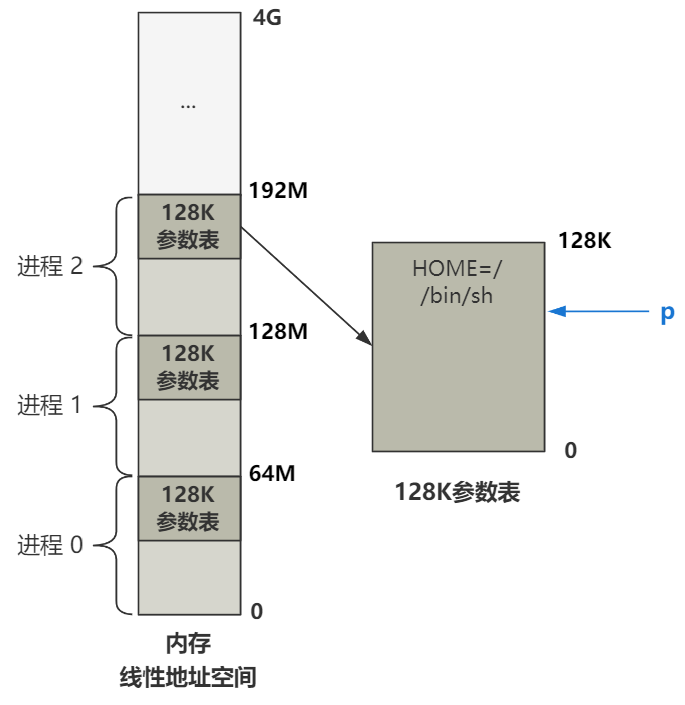 4G
...
192M
128K
参数表
进程 2
128M
128K
参数表
进程 1
64M
128K
参数表
进程 0
0
内存
线性地址空间
128K
HOME=/
/bin/sh
p
0
128K参数表